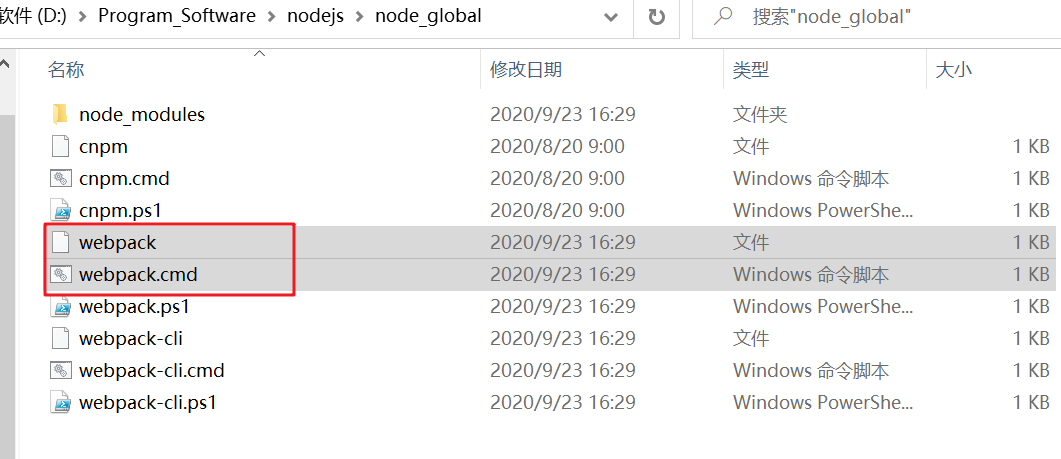 软件 (D:) > Program_Software > nodejs > node_global 搜索"node_global"
名称 修改日期 类型 大小
node_modules 2020/9/23 16:29 文件夹
cnpm 2020/8/20 9:00 文件 1 KB
cnpm.cmd 2020/8/20 9:00 Windows 命令脚本 1 KB
cnpm.ps1 2020/8/20 9:00 Windows PowerShe... 1 KB
webpack 2020/9/23 16:29 文件 1 KB
webpack.cmd 2020/9/23 16:29 Windows 命令脚本 1 KB
webpack.ps1 2020/9/23 16:29 Windows PowerShe... 1 KB
webpack-cli 2020/9/23 16:29 文件 1 KB
webpack-cli.cmd 2020/9/23 16:29 Windows 命令脚本 1 KB
webpack-cli.ps1 2020/9/23 16:29 Windows PowerShe... 1 KB